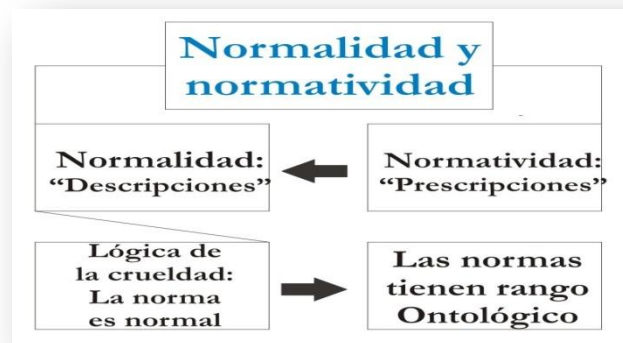 Normalidad y
normatividad
Normalidad:
“Descripciones”
Normatividad:
“Prescripciones”
Lógica de
la crueldad:
La norma
es normal
Las normas
tienen rango
Ontológico